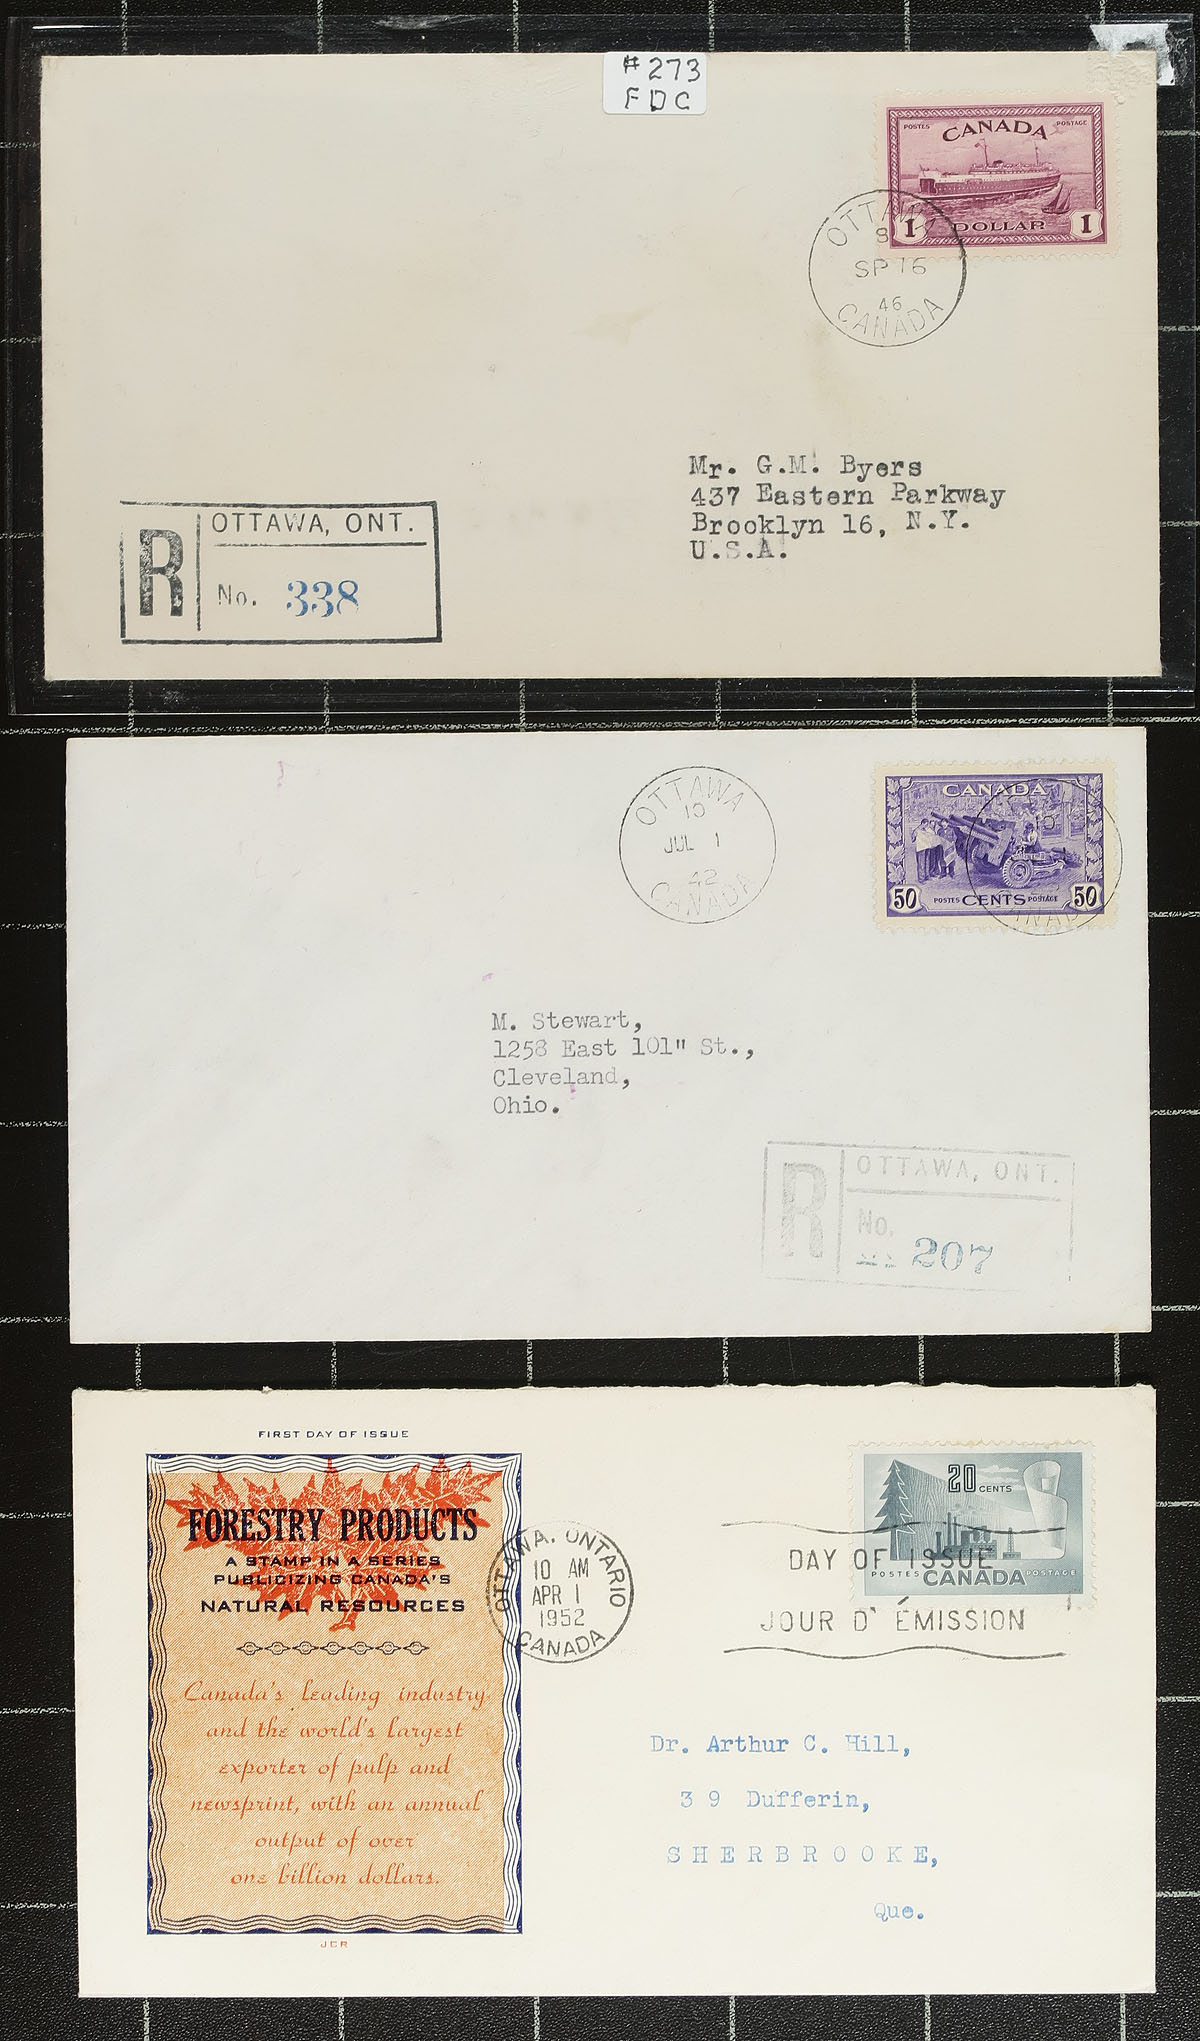 #273
FDC
POSTES CANADA POSTAGE
1 DOLLAR 1
OTTAWA
SP 16
46
CANADA
Mr. G.M. Byers
437 Eastern Parkway
Brooklyn 16, N.Y.
U.S.A.
R OTTAWA, ONT.
No. 338
OTTAWA
10
JUL 1
42
CANADA
CANADA
50 POSTES CENTS POSTAGE 50
M. Stewart,
1258 East 101" St.,
Cleveland,
Ohio.
R OTTAWA, ONT.
No.
207
FIRST DAY OF ISSUE
FORESTRY PRODUCTS
A STAMP IN A SERIES
PUBLICIZING CANADA'S
NATURAL RESOURCES
Canada's leading industry
and the world's largest
exporter of pulp and
newsprint, with an annual
output of over
one billion dollars.
JCR
OTTAWA, ONTARIO
10 AM
APR 1
1952
CANADA
20 CENTS
POSTES CANADA POSTAGE
DAY OF ISSUE
JOUR D'ÉMISSION
Dr. Arthur C. Hill,
39 Dufferin,
SHERBROOKE,
Que.